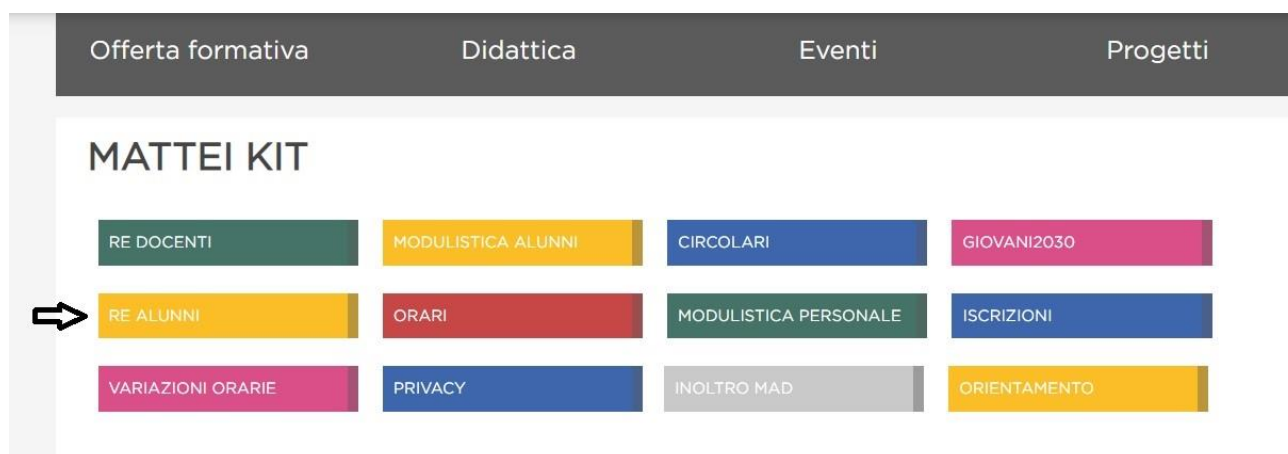 Offerta formativa Didattica Eventi Progetti
MATTEI KIT
RE DOCENTI MODULISTICA ALUNNI CIRCOLARI GIOVANI2030
RE ALUNNI ORARI MODULISTICA PERSONALE ISCRIZIONI
VARIAZIONI ORARIE PRIVACY INOLTRO MAD ORIENTAMENTO